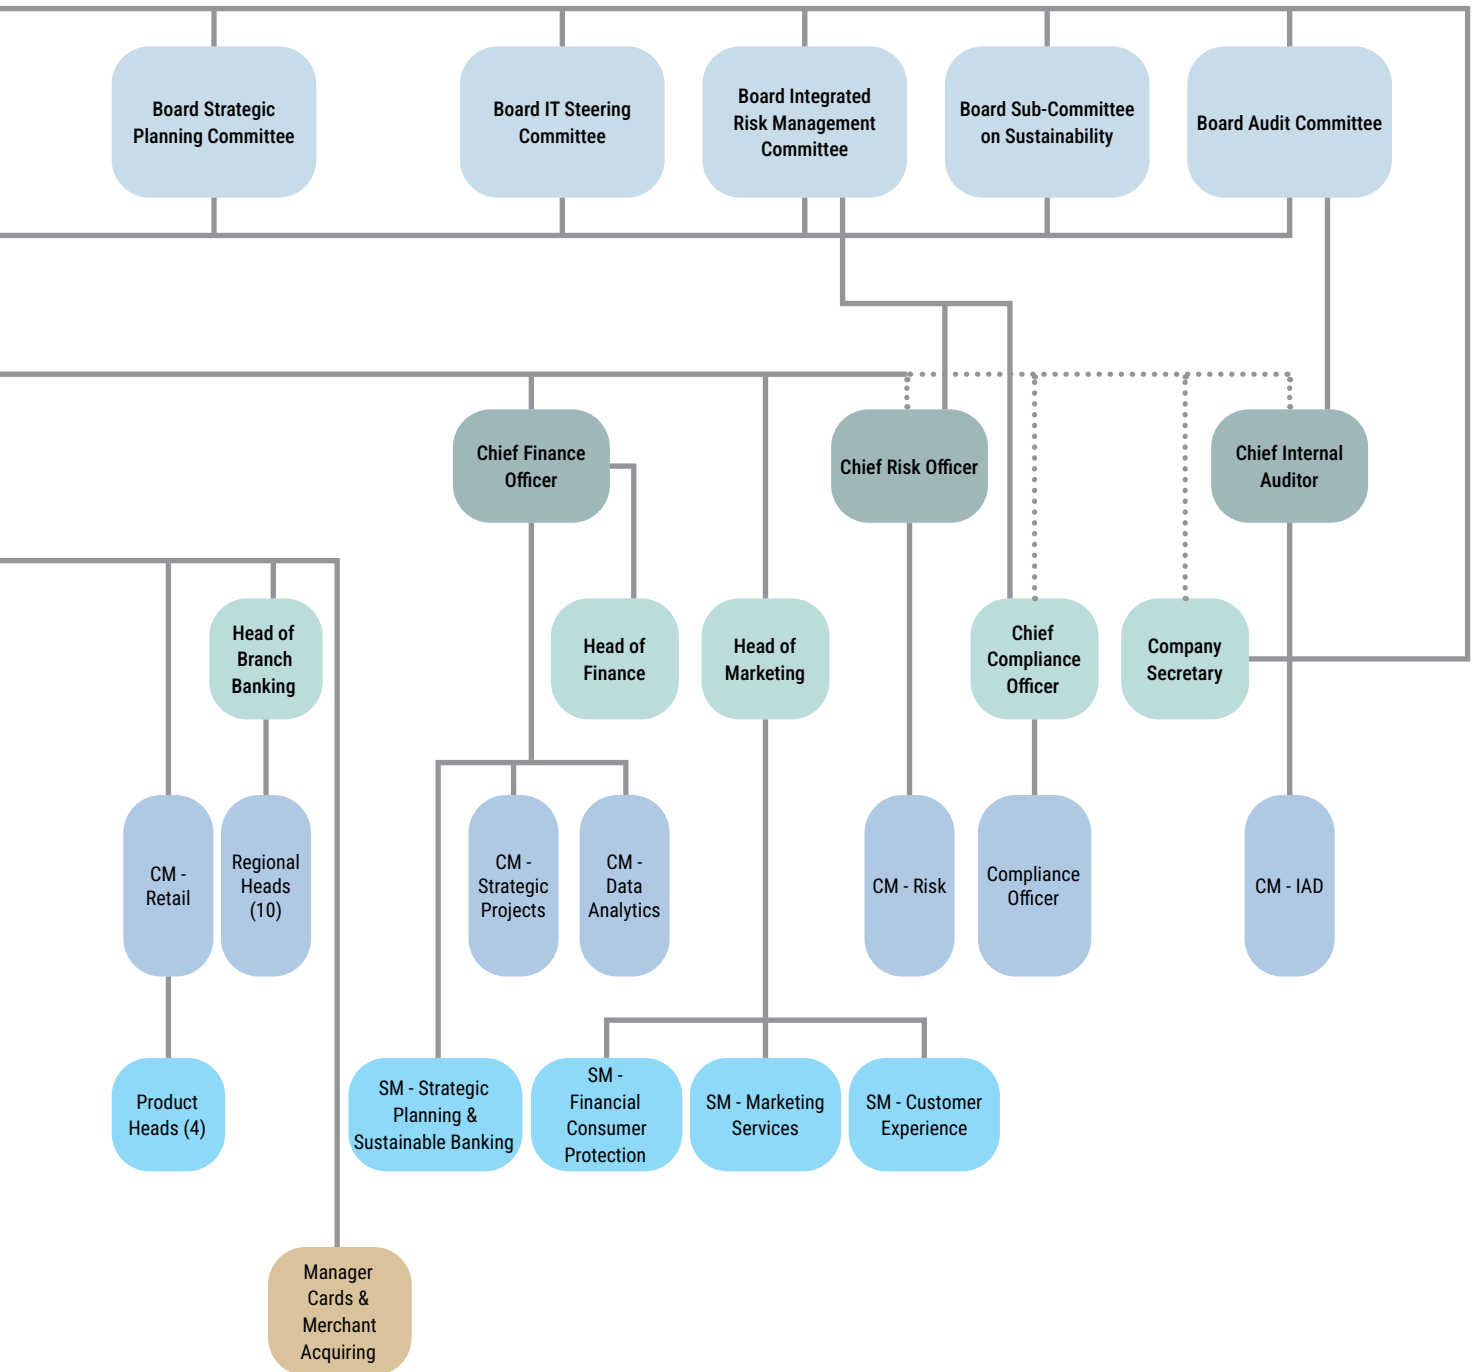 Board Strategic
Planning Committee
Board IT Steering
Committee
Board Integrated
Risk Management
Committee
Board Sub-Committee
on Sustainability
Board Audit Committee
Chief Finance
Officer
Chief Risk Officer
Chief Internal
Auditor
Head of
Branch
Banking
Head of
Finance
Head of
Marketing
Chief
Compliance
Officer
Company
Secretary
CM -
Retail
Regional
Heads
(10)
CM -
Strategic
Projects
CM -
Data
Analytics
CM - Risk
Compliance
Officer
CM - IAD
Product
Heads (4)
SM - Strategic
Planning &
Sustainable Banking
SM -
Financial
Consumer
Protection
SM - Marketing
Services
SM - Customer
Experience
Manager
Cards &
Merchant
Acquiring